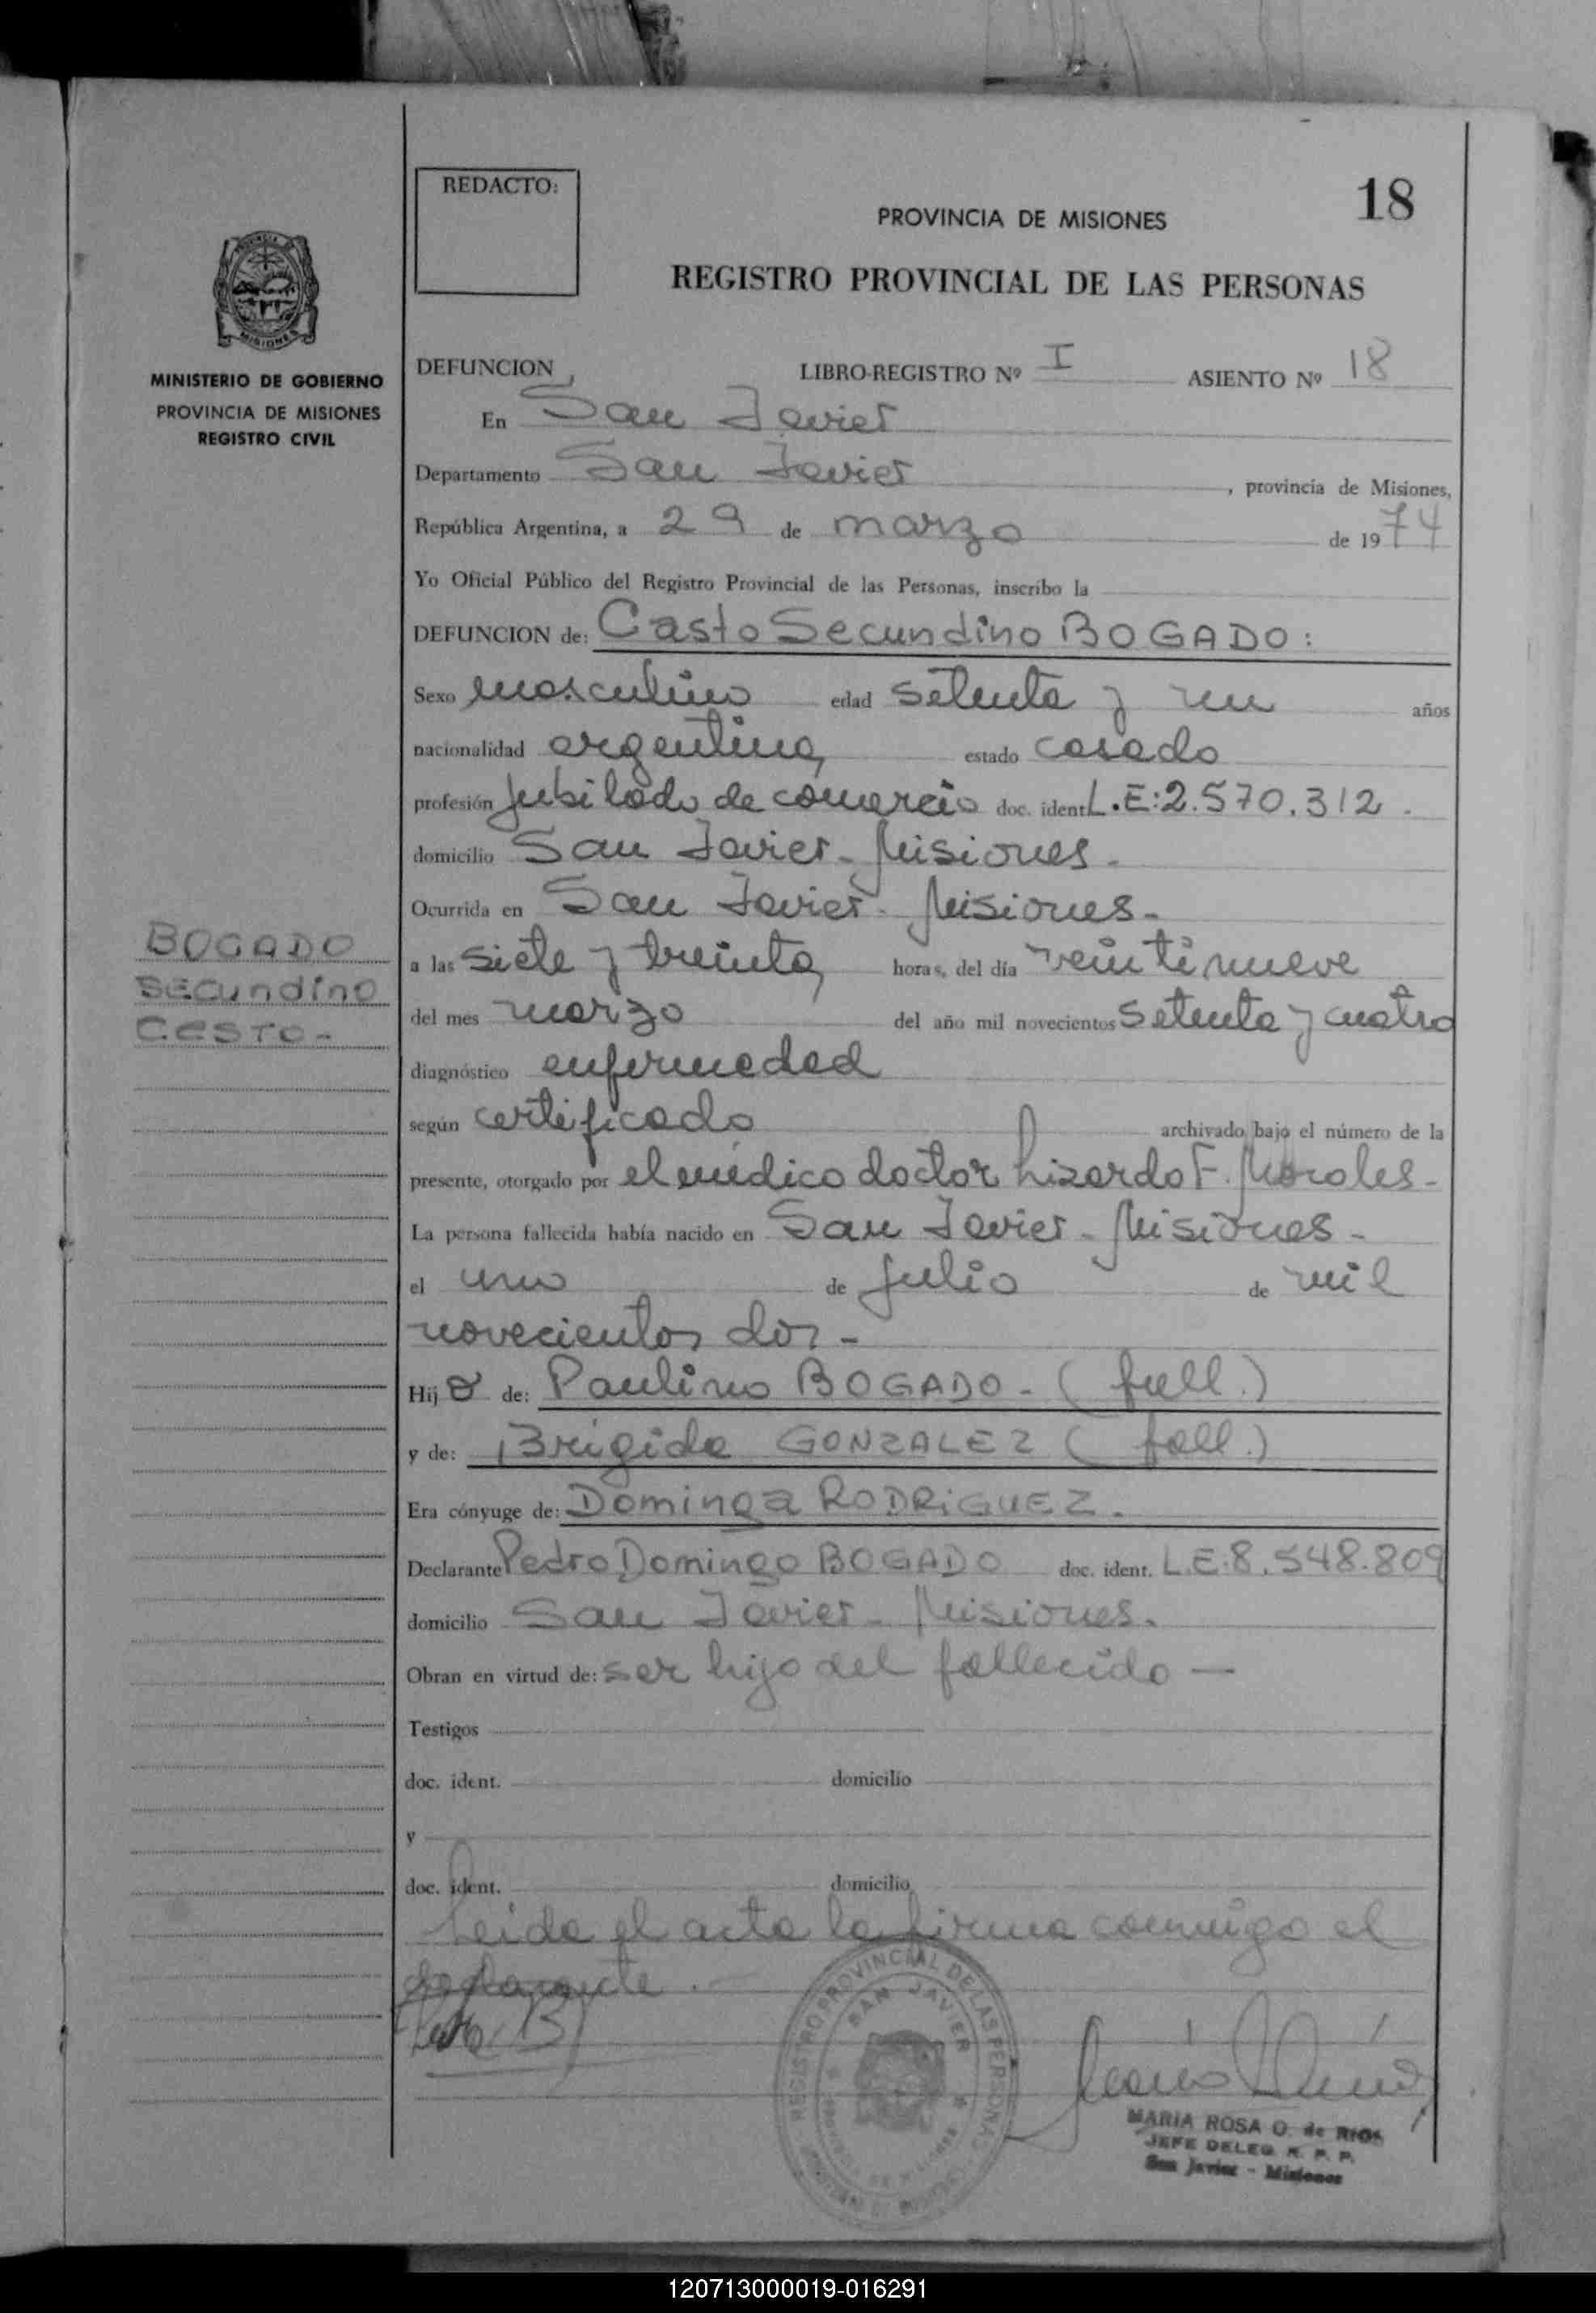 REDACTO:
18
PROVINCIA DE MISIONES
REGISTRO PROVINCIAL DE LAS PERSONAS
MISIONES
MINISTERIO DE GOBIERNO
PROVINCIA DE MISIONES
REGISTRO CIVIL
DEFUNCION LIBRO-REGISTRO Nº I ASIENTO Nº 18
En San Javier
Departamento San Javier , provincia de Misiones,
República Argentina, a 29 de marzo de 1974
Yo Oficial Público del Registro Provincial de las Personas, inscribo la
DEFUNCION de: Casto Secundino BOGADO:
Sexo masculino edad setenta y un años
nacionalidad argentina estado casado
profesión jubilado de comercio doc. ident. L.E:2.570.312.
domicilio San Javier - Misiones.
Ocurrida en San Javier - Misiones-
BOGADO
Secundino
CASTO-
a las siete y treinta horas, del día veintinueve
del mes marzo del año mil novecientos setenta y cuatro
diagnóstico enfermedad
según certificado archivado bajo el número de la
presente, otorgado por el médico doctor Lisardo F. Morales-
La persona fallecida había nacido en San Javier - Misiones-
el uno de julio de mil
novecientos dos-
Hijo de: Paulino BOGADO - (fall.)
y de: Brígida GONZALEZ (fall.)
Era cónyuge de: Dominga RODRIGUEZ.
Declarante Pedro Domingo BOGADO doc. ident. L.E.8.548.809
domicilio San Javier - Misiones.
Obran en virtud de: ser hijo del fallecido —
Testigos
doc. ident. domicilio
y
doc. ident. domicilio
Leida el acta la firma conmigo el
declarante.-
REGISTRO PROVINCIAL DE LAS PERSONAS
SAN JAVIER
MARIA ROSA O. de RIOS
JEFE DELEG. R. P. P.
San Javier - Misiones
120713000019-016291